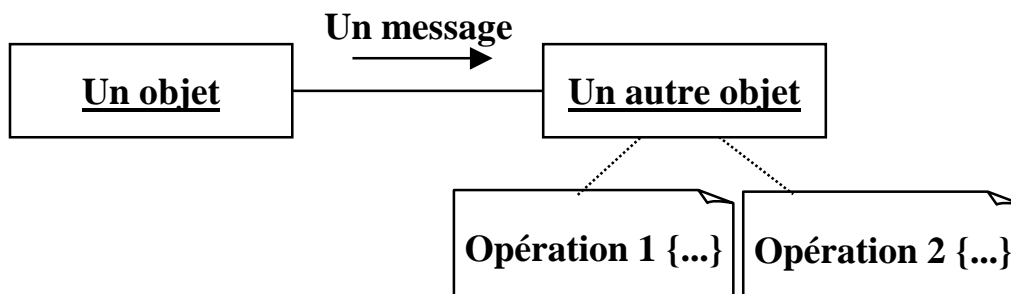 Un message
Un objet
Un autre objet
Opération 1 {...}
Opération 2 {...}